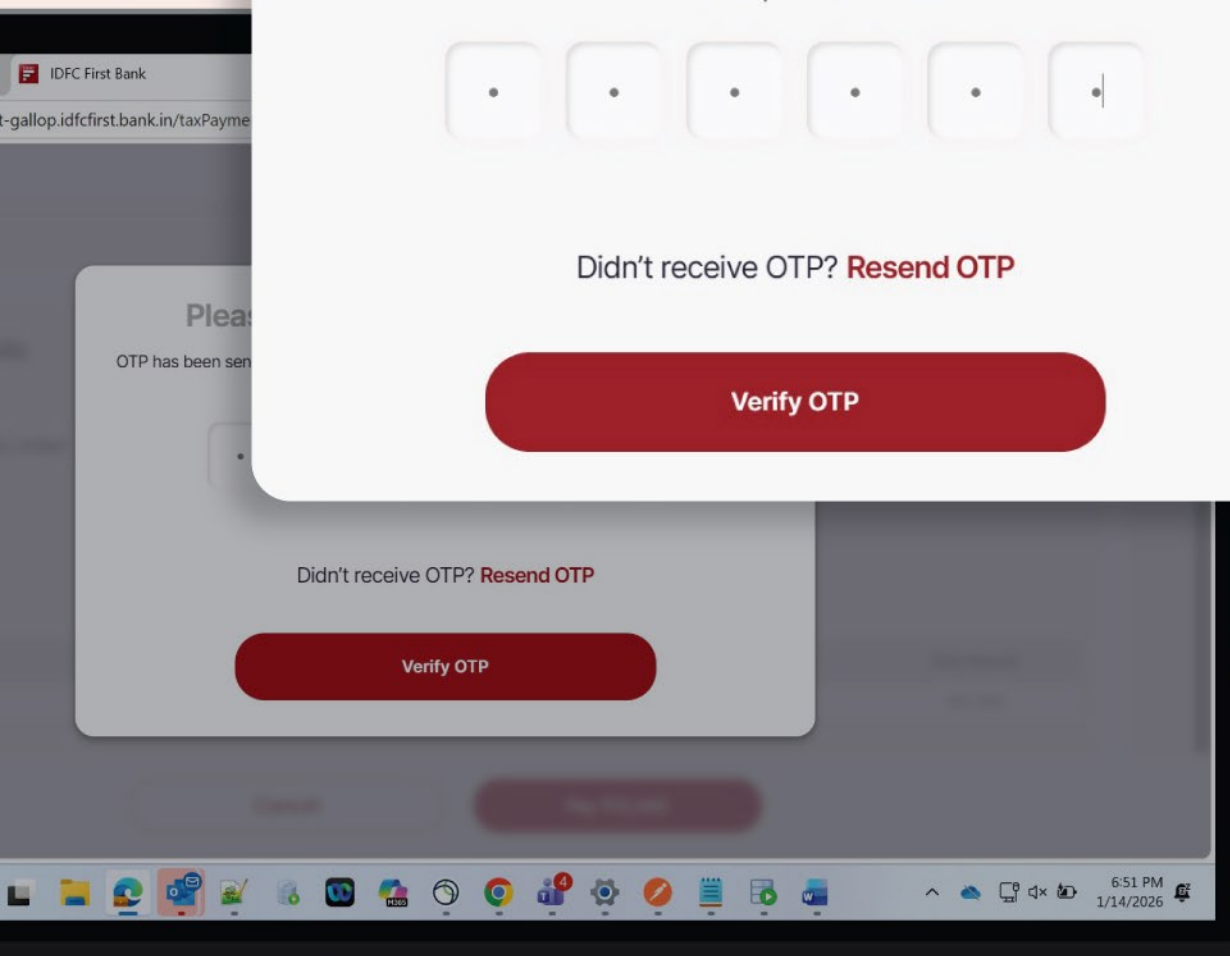 IDFC First Bank
t-gallop.idfcfirst.bank.in/taxPayme
Didn't receive OTP? Resend OTP
Verify OTP
Pleas
OTP has been sen
Didn't receive OTP? Resend OTP
Verify OTP
Cancel
M365
4
6:51 PM
1/14/2026